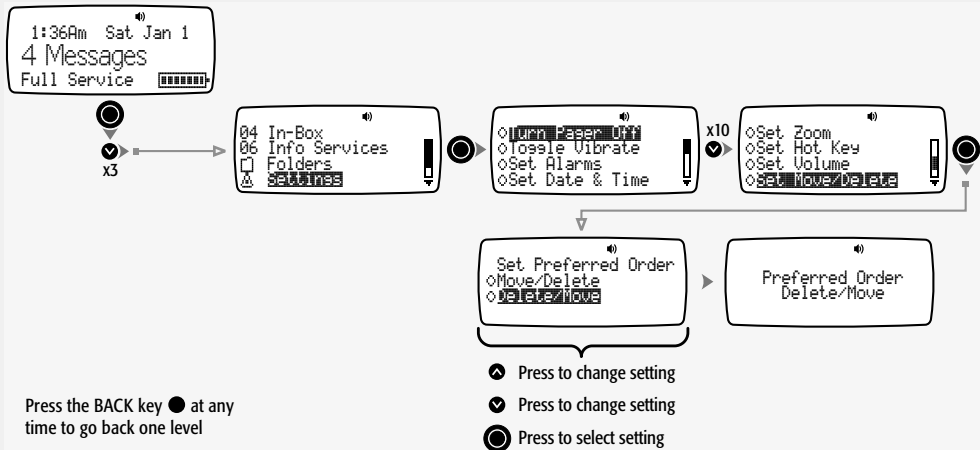 1:36Am Sat Jan 1
4 Messages
Full Service
x3
04 In-Box
06 Info Services
Folders
Settings
Turn Pager Off
Toggle Vibrate
Set Alarms
Set Date & Time
x10
Set Zoom
Set Hot Key
Set Volume
Set Move/Delete
Set Preferred Order
Move/Delete
Delete/Move
Preferred Order
Delete/Move
Press to change setting
Press to change setting
Press to select setting
Press the BACK key at any
time to go back one level